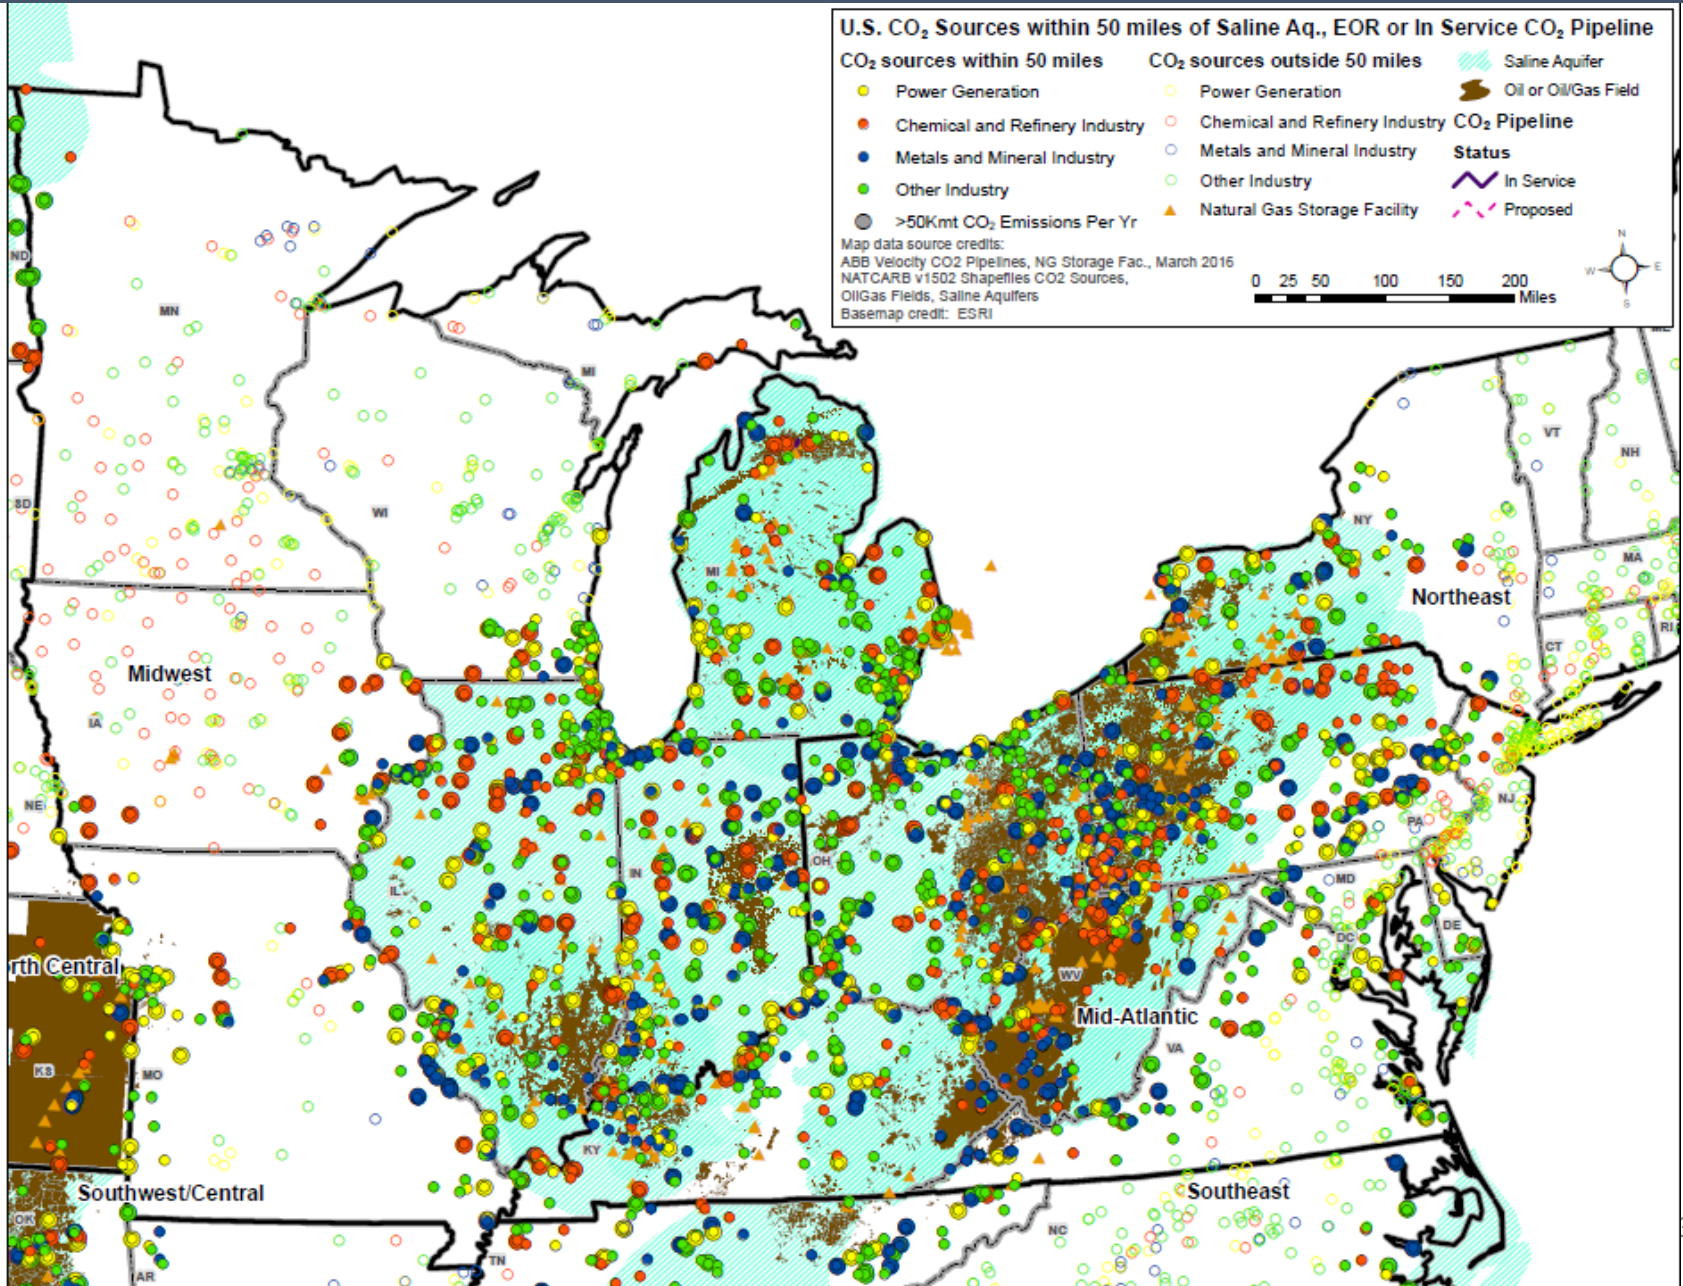 U.S. CO₂ Sources within 50 miles of Saline Aq., EOR or In Service CO₂ Pipeline
CO₂ sources within 50 miles
Power Generation
Chemical and Refinery Industry
Metals and Mineral Industry
Other Industry
>50Kmt CO₂ Emissions Per Yr
CO₂ sources outside 50 miles
Power Generation
Chemical and Refinery Industry
Metals and Mineral Industry
Other Industry
Natural Gas Storage Facility
Saline Aquifer
Oil or Oil/Gas Field
CO₂ Pipeline
Status
In Service
Proposed
Map data source credits:
ABB Velocity CO2 Pipelines, NG Storage Fac., March 2016
NATCARB v1502 Shapefiles CO2 Sources,
OilGas Fields, Saline Aquifers
Basemap credit: ESRI
0 25 50 100 150 200
Miles
N
W E
S
ND
MN
MI
SD
WI
MI
NY
VT
NH
MA
CT
RI
Northeast
Midwest
IA
NE
NJ
PA
OH
IN
IL
MD
DE
DC
WV
rth Central
Mid-Atlantic
VA
KS
MO
KY
Southwest/Central
Southeast
OK
NC
TN
AR